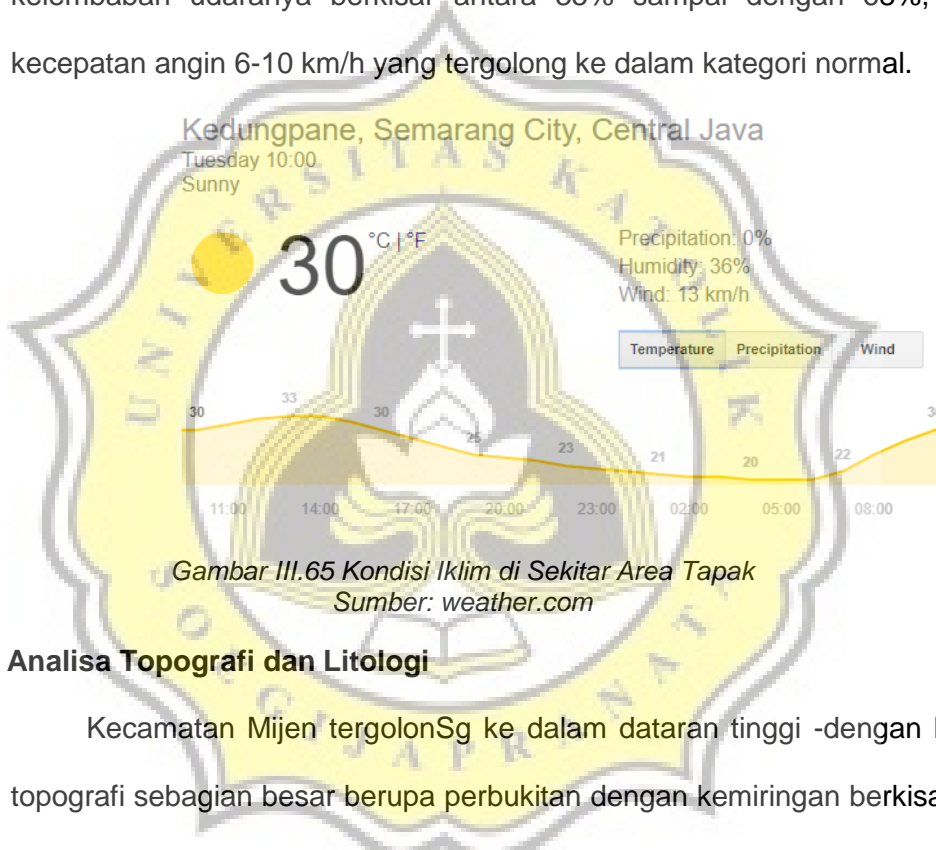 kecepatan angin 6-10 km/h yang tergolong ke dalam kategori normal.
Kedungpane, Semarang City, Central Java
Tuesday 10:00
Sunny
30 °C | °F
Precipitation: 0%
Humidity: 36%
Wind: 13 km/h
Temperature Precipitation Wind
30 33 30 25 23 21 20 22
11:00 14:00 17:00 20:00 23:00 02:00 05:00 08:00
Gambar III.65 Kondisi Iklim di Sekitar Area Tapak
Sumber: weather.com
Analisa Topografi dan Litologi
Kecamatan Mijen tergolonSg ke dalam dataran tinggi -dengan
topografi sebagian besar berupa perbukitan dengan kemiringan
UNIVERSITAS KATOLIK
SOEGIJAPRANATA